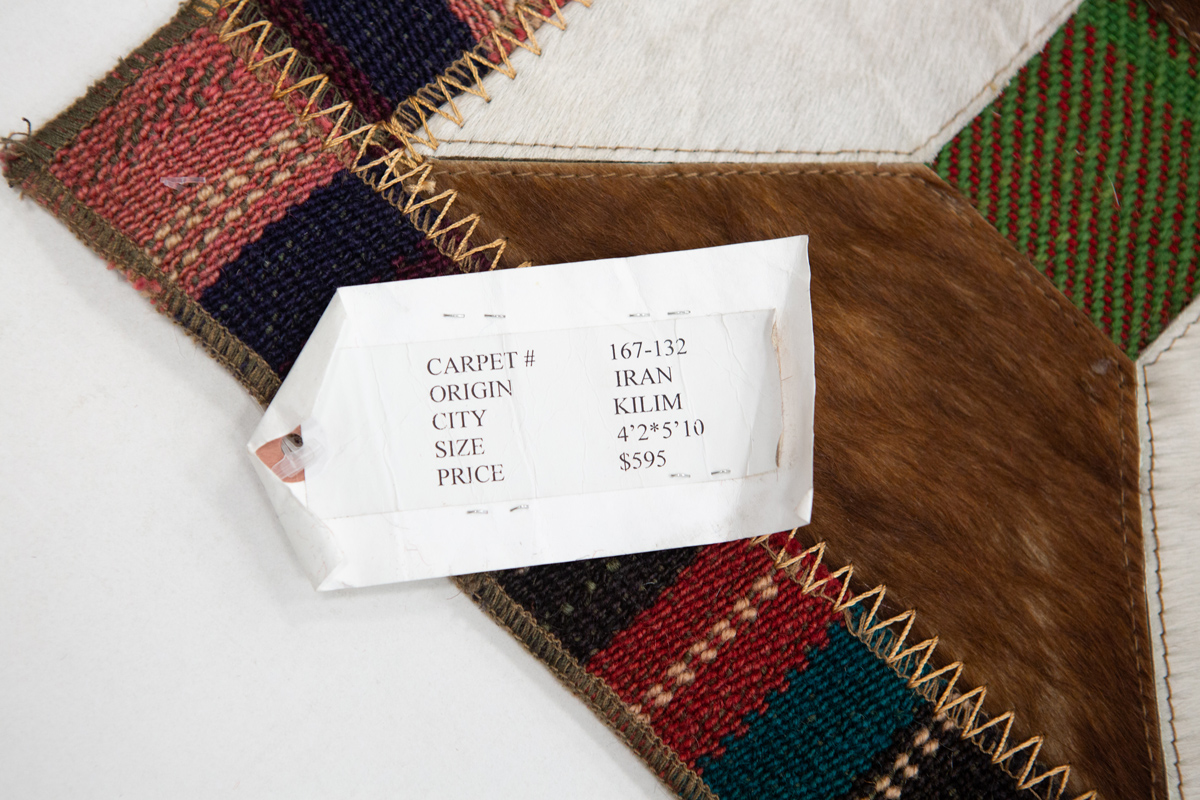 CARPET # 167-132
ORIGIN IRAN
CITY KILIM
SIZE 4’2*5’10
PRICE $595